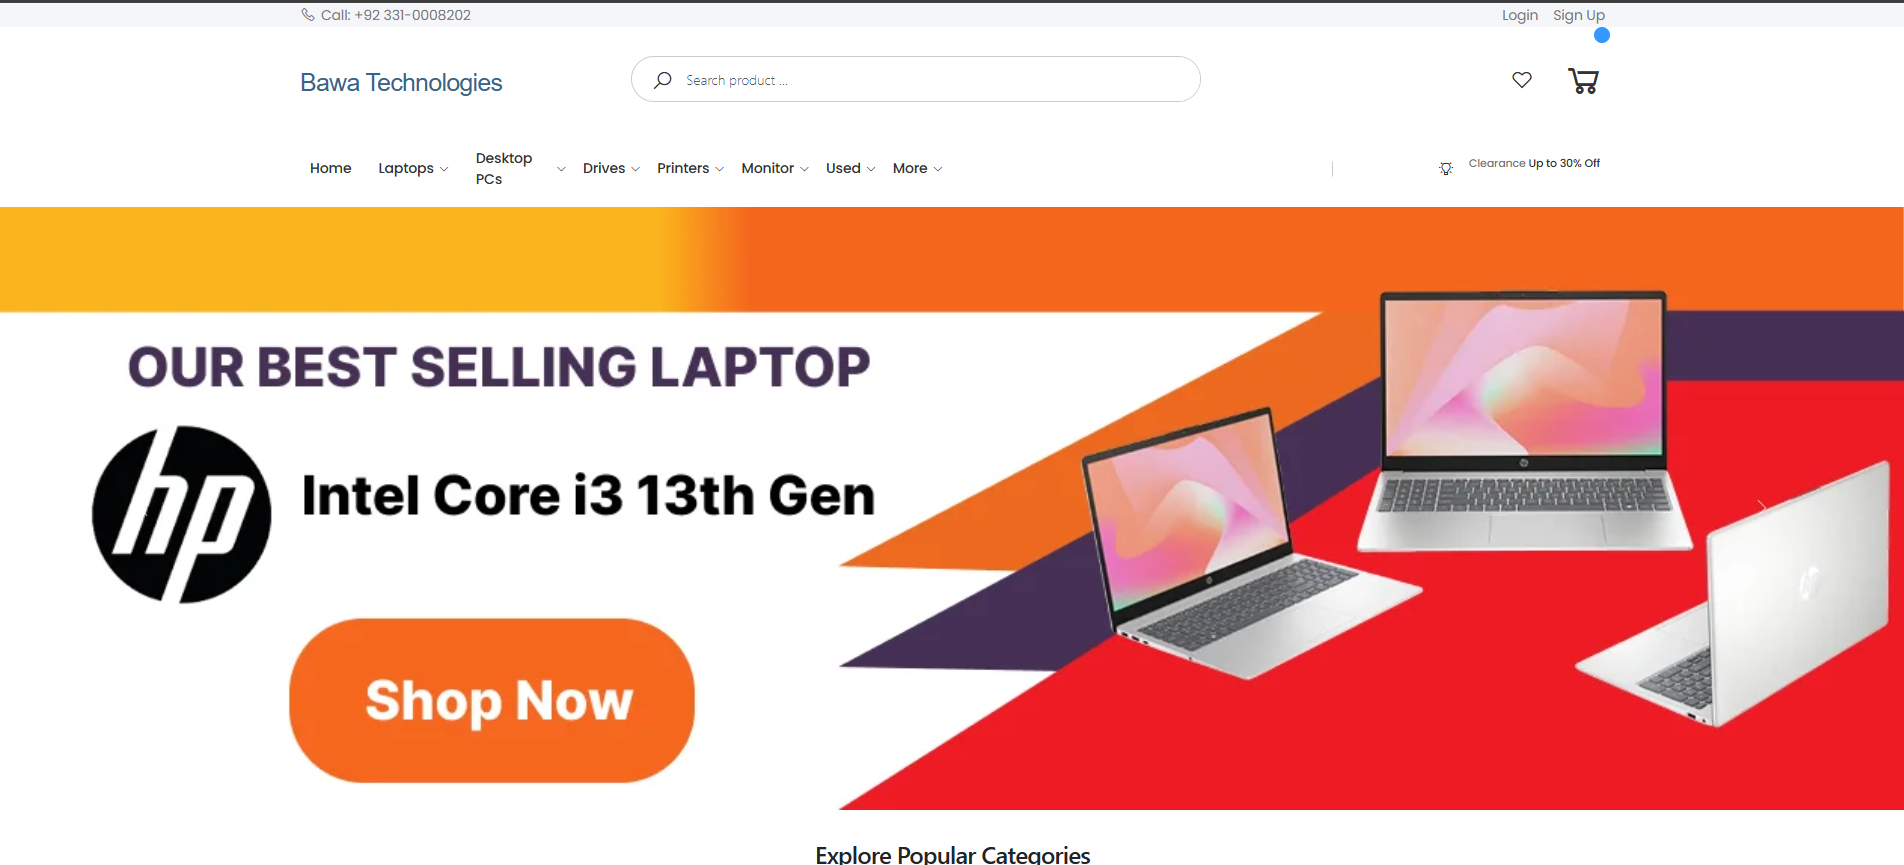 Call: +92 331-0008202
Login Sign Up
Bawa Technologies
Search product ...
Home Laptops Desktop PCs Drives Printers Monitor Used More
Clearance Up to 30% Off
OUR BEST SELLING LAPTOP
hp
Intel Core i3 13th Gen
Shop Now
Explore Popular Categories